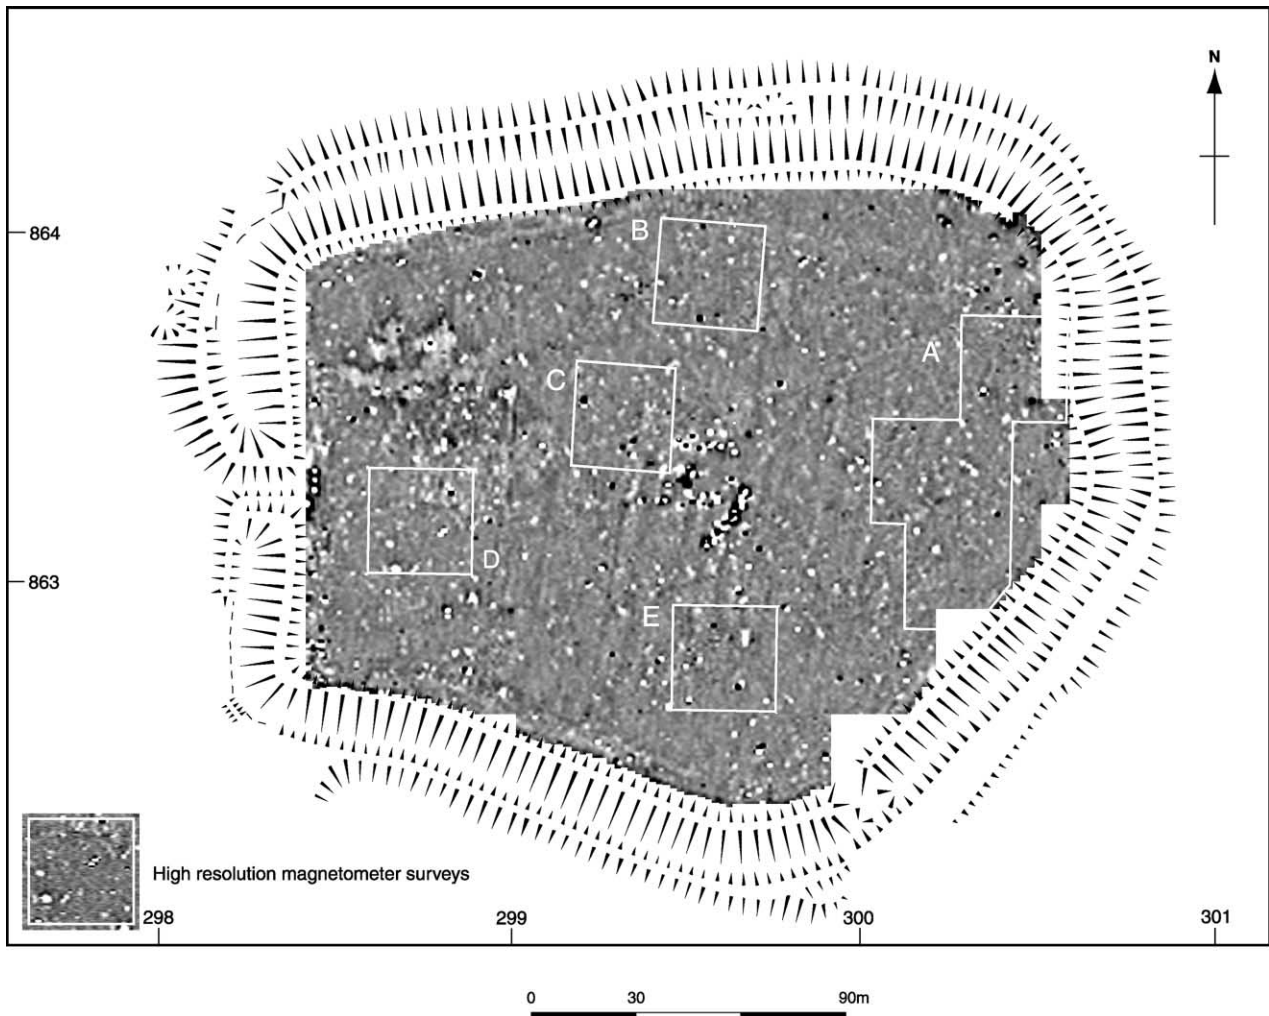 N
B
864
A
C
D
863
E
High resolution magnetometer surveys
298
299
300
301
0
30
90m